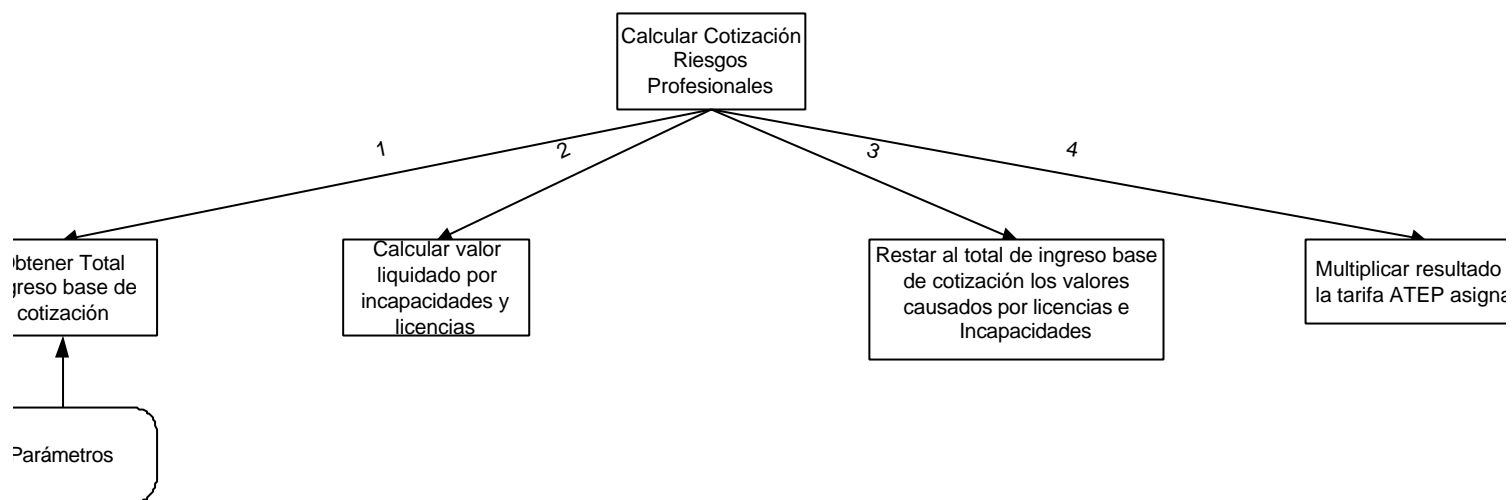 Calcular Cotización
Riesgos
Profesionales
1
2
3
4
Obtener Total
greso base de
cotización
Calcular valor
liquidado por
incapacidades y
licencias
Restar al total de ingreso base
de cotización los valores
causados por licencias e
Incapacidades
Multiplicar resultado
la tarifa ATEP asigna
Parámetros